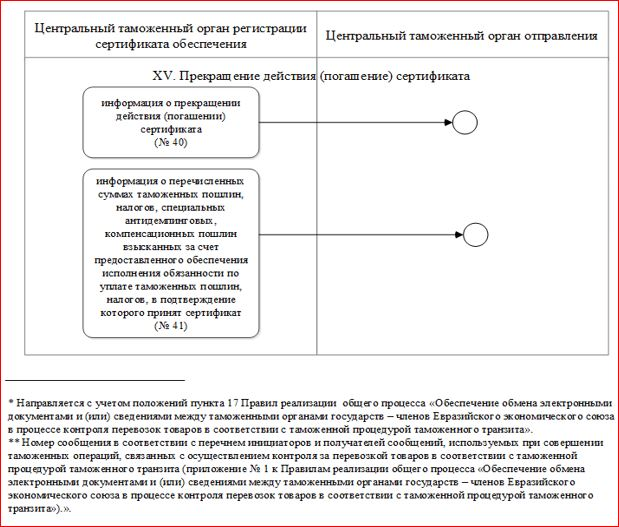 Центральный таможенный орган регистрации
сертификата обеспечения
Центральный таможенный орган отправления
XV. Прекращение действия (погашение) сертификата
информация о прекращении
действия (погашении)
сертификата
(№ 40)
информация о перечисленных
суммах таможенных пошлин,
налогов, специальных
антидемпинговых,
компенсационных пошлин
взысканных за счет
предоставленного обеспечения
исполнения обязанности по
уплате таможенных пошлин,
налогов, в подтверждение
которого принят сертификат
(№ 41)
* Направляется с учетом положений пункта 17 Правил реализации общего процесса «Обеспечение обмена электронными
документами и (или) сведениями между таможенными органами государств – членов Евразийского экономического союза
в процессе контроля перевозок товаров в соответствии с таможенной процедурой таможенного транзита».
** Номер сообщения в соответствии с перечнем инициаторов и получателей сообщений, используемых при совершении
таможенных операций, связанных с осуществлением контроля за перевозкой товаров в соответствии с таможенной
процедурой таможенного транзита (приложение № 1 к Правилам реализации общего процесса «Обеспечение обмена
электронными документами и (или) сведениями между таможенными органами государств – членов Евразийского
экономического союза в процессе контроля перевозок товаров в соответствии с таможенной процедурой таможенного
транзита»).».